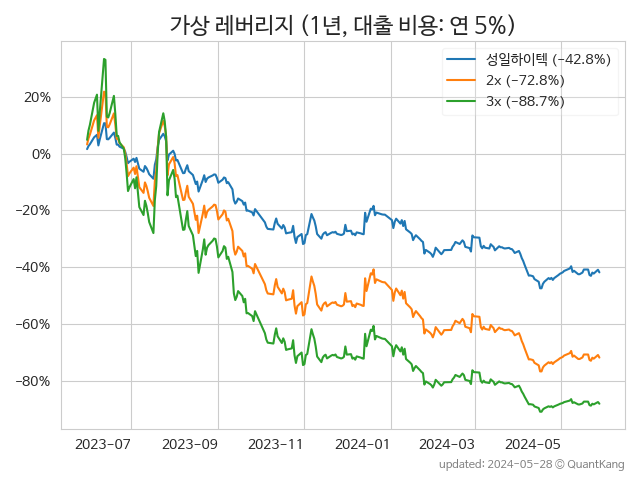 가상 레버리지 (1년, 대출 비용: 연 5%)
성일하이텍 (−42.8%)
2x (−72.8%)
3x (−88.7%)
20%
0%
−20%
−40%
−60%
−80%
2023-07 2023-09 2023-11 2024-01 2024-03 2024-05
updated: 2024-05-28 © QuantKang